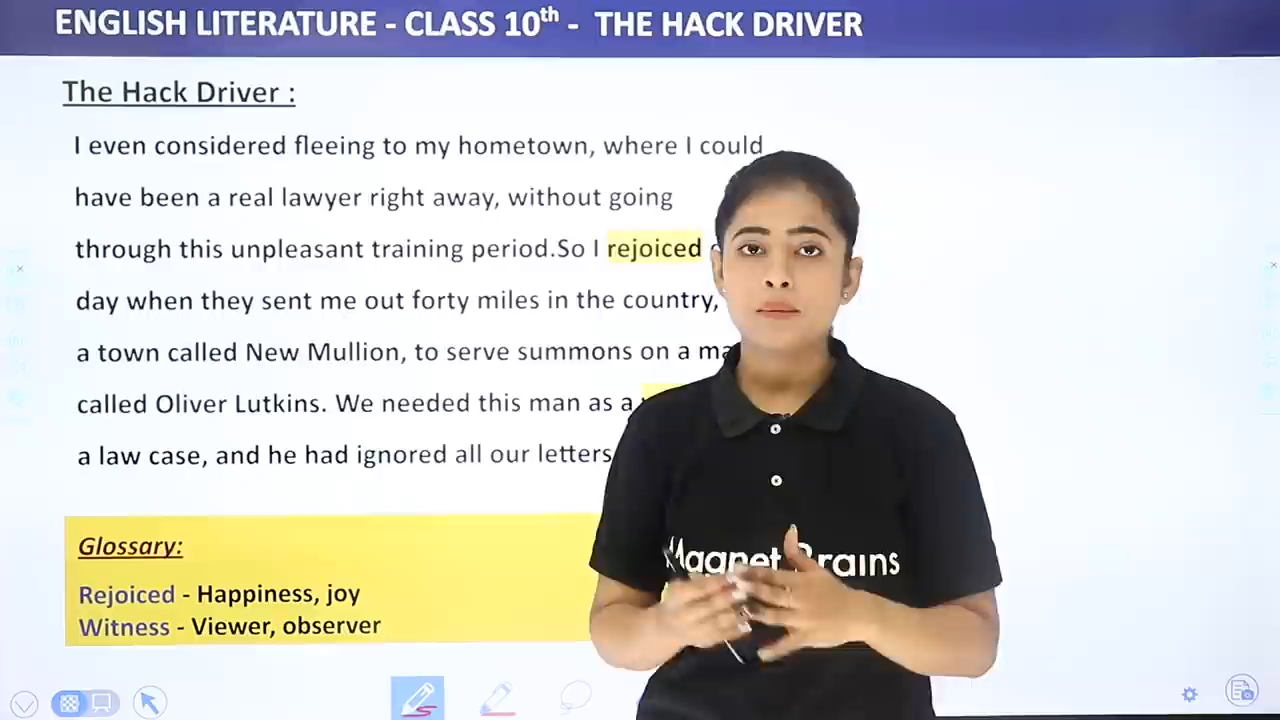 ENGLISH LITERATURE - CLASS 10th - THE HACK DRIVER
The Hack Driver :
I even considered fleeing to my hometown, where I could
have been a real lawyer right away, without going
through this unpleasant training period.So I rejoiced
day when they sent me out forty miles in the country,
a town called New Mullion, to serve summons on a
called Oliver Lutkins. We needed this man as a
a law case, and he had ignored all our letters
Glossary:
Rejoiced - Happiness, joy
Witness - Viewer, observer
Magnet Brains